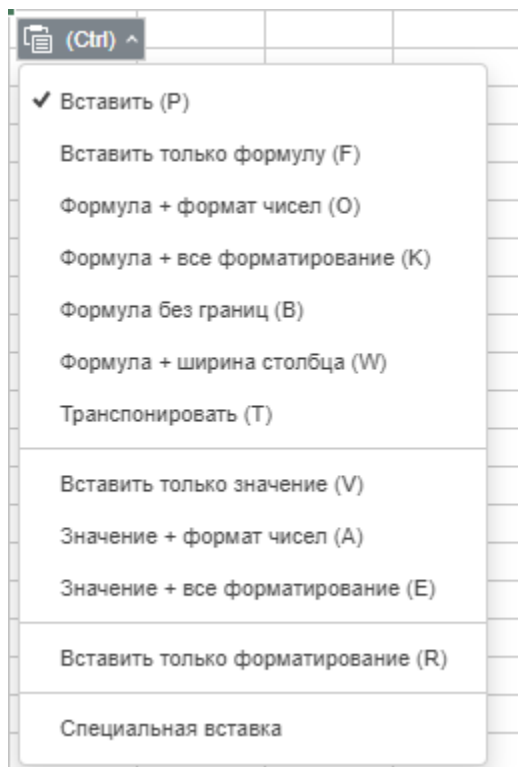 (Ctrl)
Вставить (P)
Вставить только формулу (F)
Формула + формат чисел (O)
Формула + все форматирование (K)
Формула без границ (B)
Формула + ширина столбца (W)
Транспонировать (T)
Вставить только значение (V)
Значение + формат чисел (A)
Значение + все форматирование (E)
Вставить только форматирование (R)
Специальная вставка